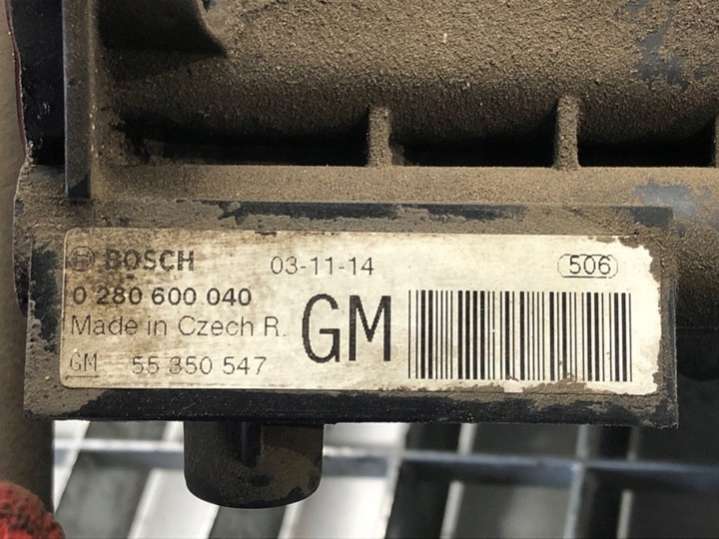 BOSCH 03-11-14 506
0 280 600 040
Made in Czech R. GM
GM 55 350 547